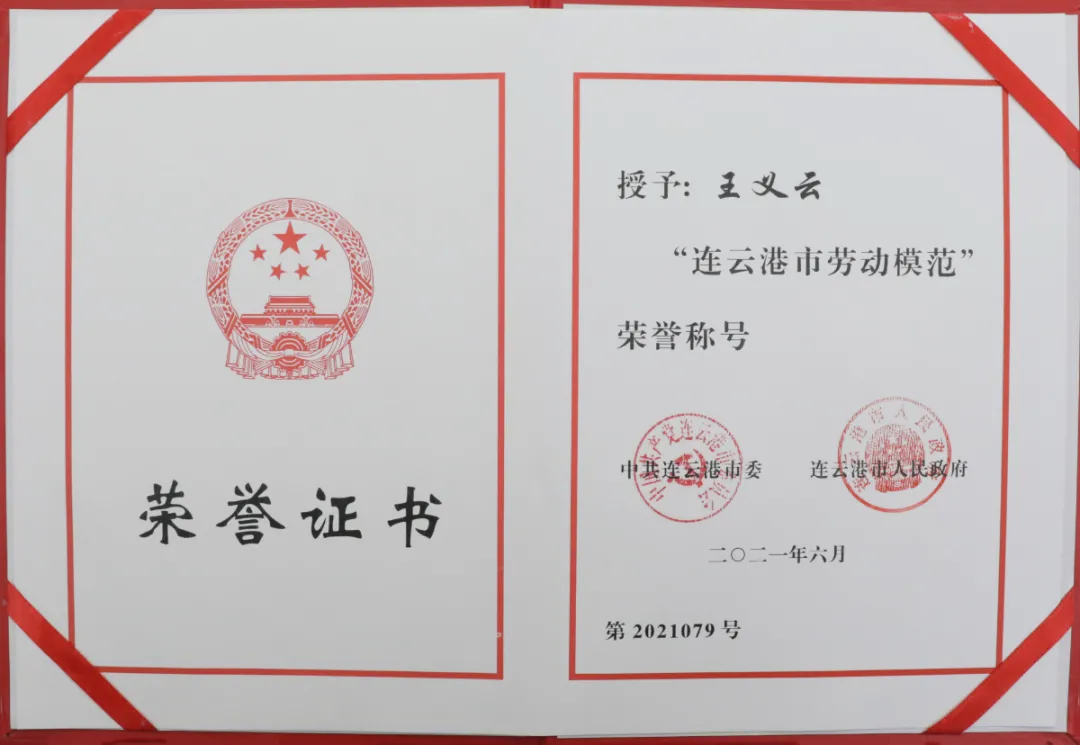 荣誉证书
授予：王义云
“连云港市劳动模范”
荣誉称号
中共连云港市委 连云港市人民政府
二〇二一年六月
第 2021079 号